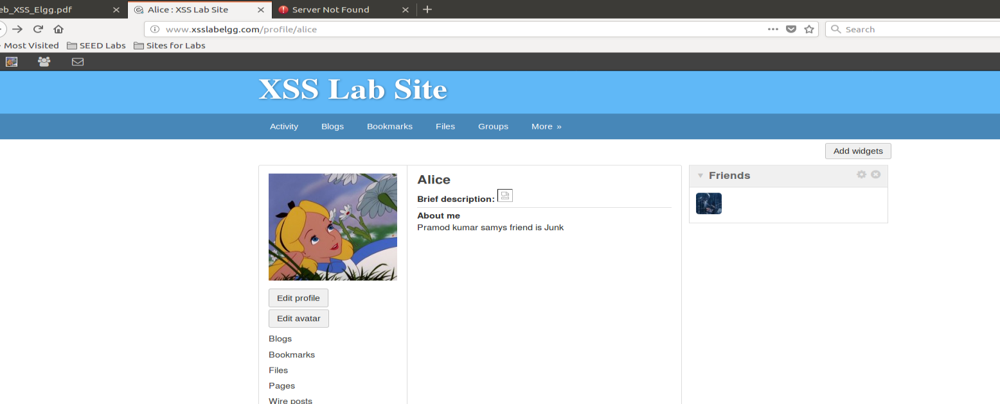 eb_XSS_Elgg.pdf
Alice : XSS Lab Site
Server Not Found
www.xsslabelgg.com/profile/alice
Search
Most Visited
SEED Labs
Sites for Labs
XSS Lab Site
Activity
Blogs
Bookmarks
Files
Groups
More »
Add widgets
Alice
Brief description:
About me
Pramod kumar samys friend is Junk
Friends
Edit profile
Edit avatar
Blogs
Bookmarks
Files
Pages
Wire posts